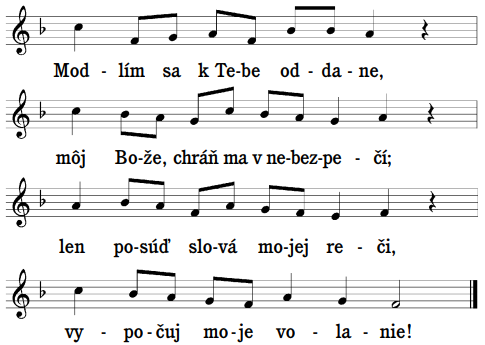 Mod - lím sa k Te-be od - da - ne,
môj Bo-že, chráň ma v ne-bez-pe - čí;
len po-súď slo-vá mo-jej re - či,
vy - po-čuj mo-je vo - la - nie!